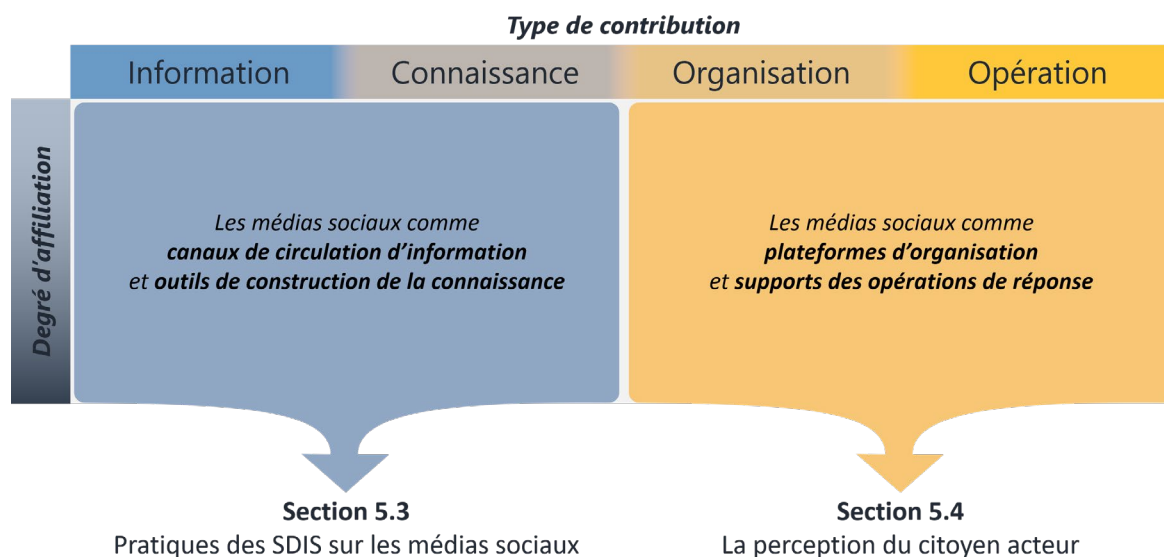 Type de contribution
Information Connaissance Organisation Opération
Degré d'affiliation
Les médias sociaux comme
canaux de circulation d'information
et outils de construction de la connaissance
Les médias sociaux comme
plateformes d'organisation
et supports des opérations de réponse
Section 5.3
Pratiques des SDIS sur les médias sociaux
Section 5.4
La perception du citoyen acteur